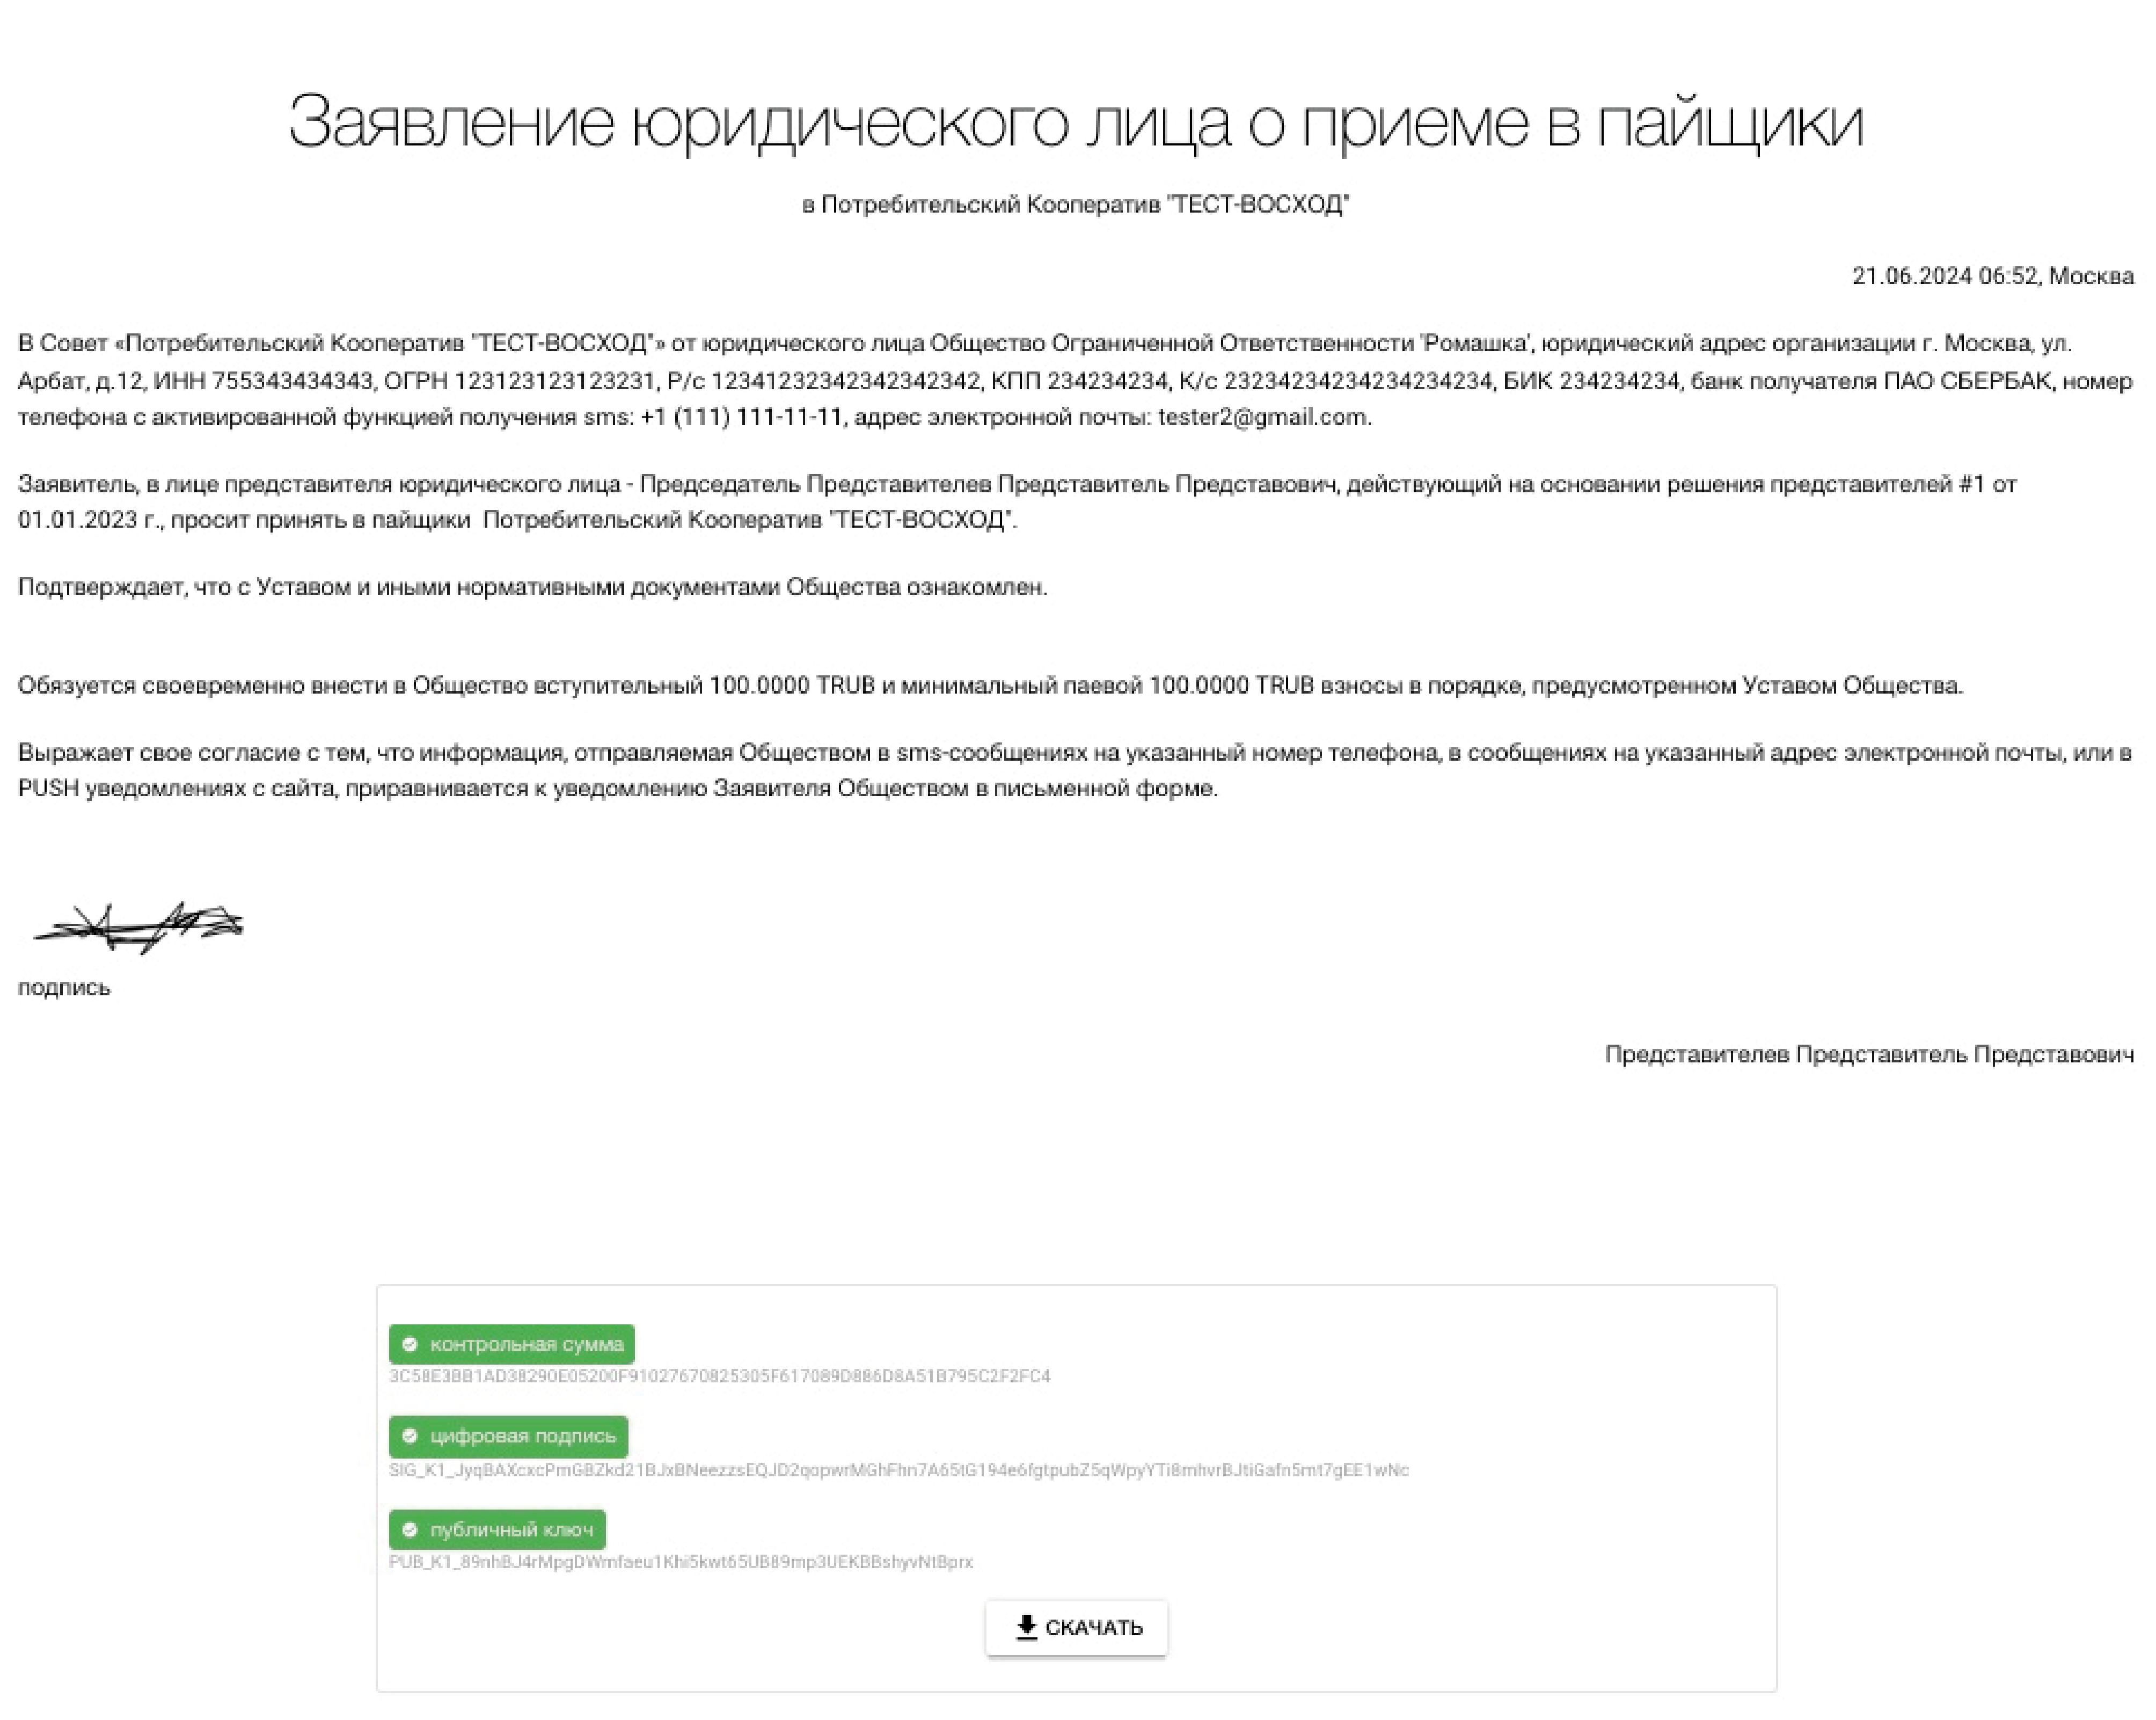 Заявление юридического лица о приеме в пайщики
в Потребительский Кооператив "ТЕСТ-ВОСХОД"
21.06.2024 06:52, Москва
В Совет «Потребительский Кооператив "ТЕСТ-ВОСХОД"» от юридического лица Общество Ограниченной Ответственности 'Ромашка', юридический адрес организации г. Москва, ул.
Арбат, д.12, ИНН 755343434343, ОГРН 123123123123231, Р/с 12341232342342342342, КПП 234234234, К/с 23234234234234234234, БИК 234234234, банк получателя ПАО СБЕРБАК, номер
телефона с активированной функцией получения sms: +1 (111) 111-11-11, адрес электронной почты: tester2@gmail.com.
Заявитель, в лице представителя юридического лица - Председатель Представителев Представитель Представович, действующий на основании решения представителей #1 от
01.01.2023 г., просит принять в пайщики Потребительский Кооператив "ТЕСТ-ВОСХОД".
Подтверждает, что с Уставом и иными нормативными документами Общества ознакомлен.
Обязуется своевременно внести в Общество вступительный 100.0000 TRUB и минимальный паевой 100.0000 TRUB взносы в порядке, предусмотренном Уставом Общества.
Выражает свое согласие с тем, что информация, отправляемая Обществом в sms-сообщениях на указанный номер телефона, в сообщениях на указанный адрес электронной почты, или в
PUSH уведомлениях с сайта, приравнивается к уведомлению Заявителя Обществом в письменной форме.
подпись
Представителев Представитель Представович
контрольная сумма
3C58E3BB1AD38290E05200F91027670825305F617089D886D8A51B795C2F2FC4
цифровая подпись
SIG_K1_JyqBAXcxcPmGBZkd21BJxBNeezzsEQJD2qopwrMGhFhn7A65tG194e6fgtpubZ5qWpyYTi8mhvrBJtiGafn5mt7gEE1wNc
публичный ключ
PUB_K1_89nhBJ4rMpgDWmfaeu1Khi5kwt65UB89mp3UEKBBshyvNtBprx
СКАЧАТЬ